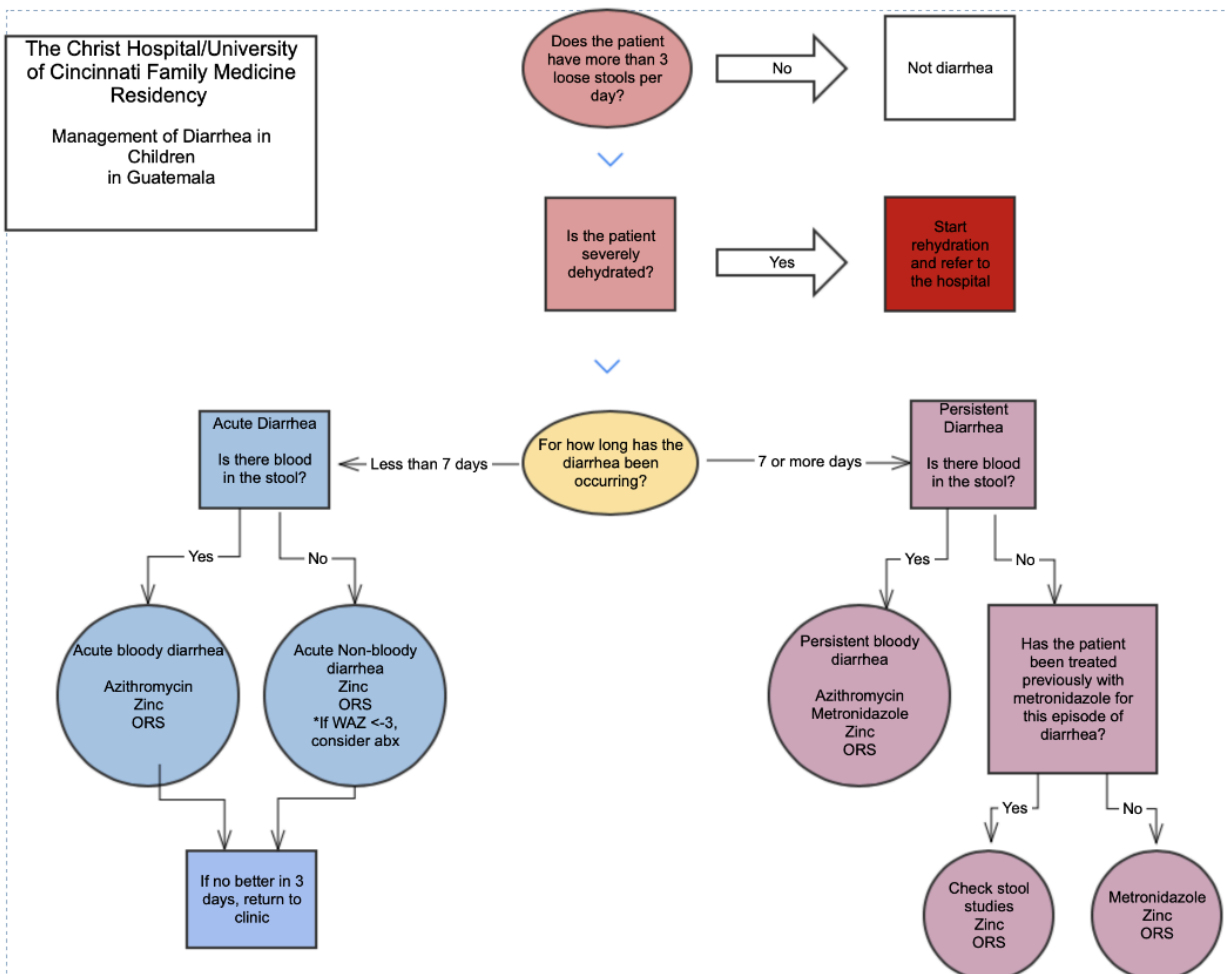 The Christ Hospital/University
of Cincinnati Family Medicine
Residency
Management of Diarrhea in
Children
in Guatemala
Does the patient
have more than 3
loose stools per
day?
No
Not diarrhea
Is the patient
severely
dehydrated?
Yes
Start
rehydration
and refer to
the hospital
For how long has the
diarrhea been
occurring?
Less than 7 days
7 or more days
Acute Diarrhea
Is there blood
in the stool?
Yes
No
Acute bloody diarrhea
Azithromycin
Zinc
ORS
Acute Non-bloody
diarrhea
Zinc
ORS
*If WAZ <-3,
consider abx
If no better in 3
days, return to
clinic
Persistent
Diarrhea
Is there blood
in the stool?
Yes
No
Persistent bloody
diarrhea
Azithromycin
Metronidazole
Zinc
ORS
Has the patient
been treated
previously with
metronidazole for
this episode of
diarrhea?
Yes
No
Check stool
studies
Zinc
ORS
Metronidazole
Zinc
ORS